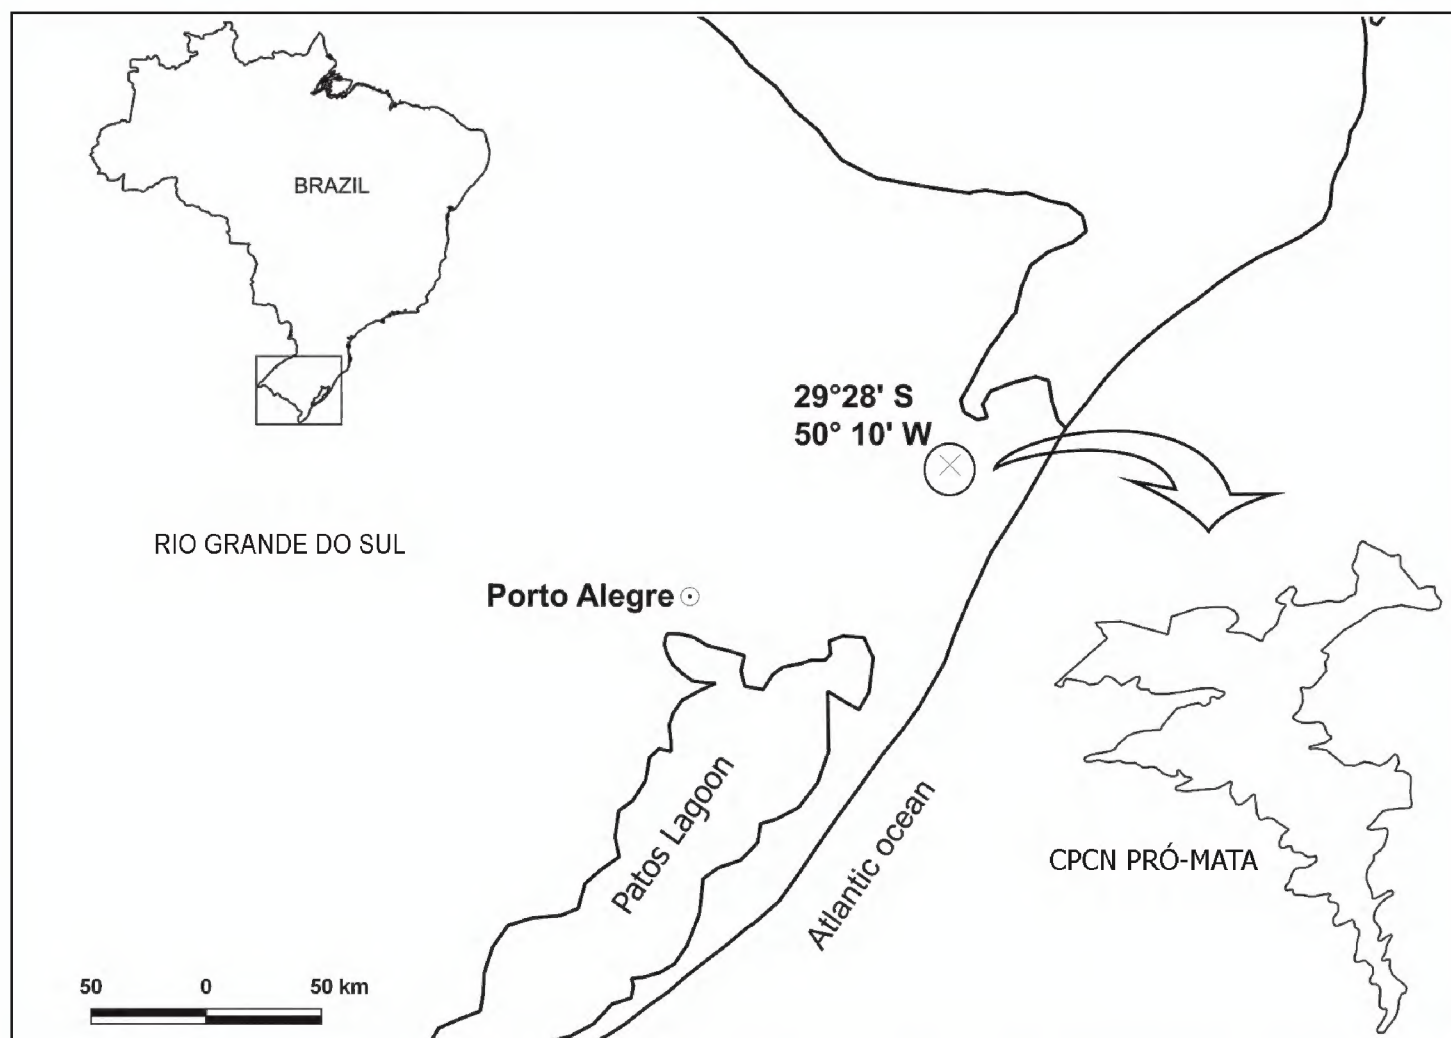 BRAZIL
29°28' S
50° 10' W
RIO GRANDE DO SUL
Porto Alegre
Patos Lagoon
Atlantic ocean
CPCN PRÓ-MATA
50 0 50 km